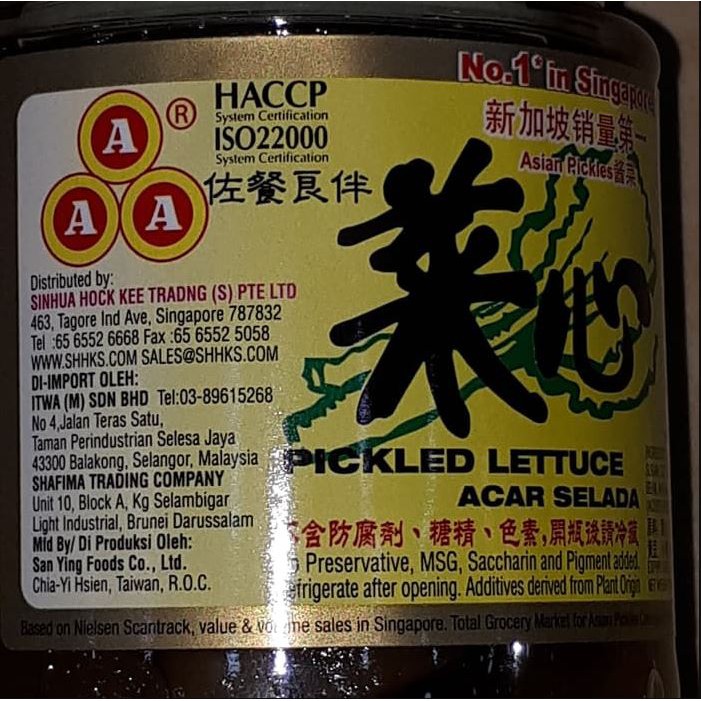 A
A A
®
HACCP
System Certification
ISO22000
System Certification
佐餐良伴
No.1* in Singapore
新加坡销量第一
Asian Pickles酱菜
菜心
PICKLED LETTUCE
ACAR SELADA
Distributed by:
SINHUA HOCK KEE TRADNG (S) PTE LTD
463, Tagore Ind Ave, Singapore 787832
Tel :65 6552 6668 Fax :65 6552 5058
WWW.SHHKS.COM SALES@SHHKS.COM
DI-IMPORT OLEH:
ITWA (M) SDN BHD Tel:03-89615268
No 4,Jalan Teras Satu,
Taman Perindustrian Selesa Jaya
43300 Balakong, Selangor, Malaysia
SHAFIMA TRADING COMPANY
Unit 10, Block A, Kg Selambigar
Light Industrial, Brunei Darussalam
Mfd By/ Di Produksi Oleh:
San Ying Foods Co., Ltd.
Chia-Yi Hsien, Taiwan, R.O.C.
含防腐劑、糖精、色素,開瓶後請冷藏
Preservative, MSG, Saccharin and Pigment added.
efrigerate after opening. Additives derived from Plant Origin
Based on Nielsen Scantrack, value & volume sales in Singapore. Total Grocery Market for Asian Pickles